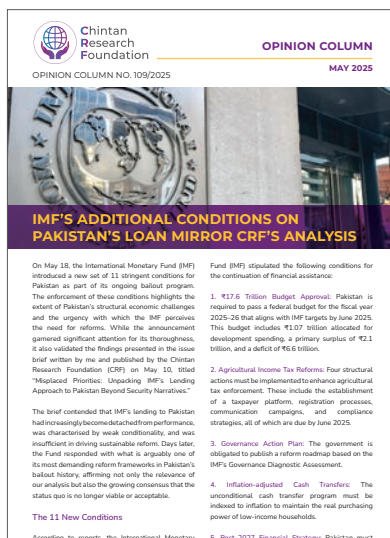 Chintan
Research
Foundation
OPINION COLUMN NO. 109/2025
OPINION COLUMN
MAY 2025
IMF'S ADDITIONAL CONDITIONS ON
PAKISTAN'S LOAN MIRROR CRF'S ANALYSIS
On May 18, the International Monetary Fund (IMF)
introduced a new set of 11 stringent conditions for
Pakistan as part of its ongoing bailout program.
The enforcement of these conditions highlights the
extent of Pakistan's structural economic challenges
and the urgency with which the IMF perceives
the need for reforms. While the announcement
garnered significant attention for its thoroughness,
it also validated the findings presented in the issue
brief written by me and published by the Chintan
Research Foundation (CRF) on May 10, titled
"Misplaced Priorities: Unpacking IMF's Lending
Approach to Pakistan Beyond Security Narratives."
The brief contended that IMF's lending to Pakistan
had increasingly become detached from performance,
was characterised by weak conditionality, and was
insufficient in driving sustainable reform. Days later,
the Fund responded with what is arguably one of
its most demanding reform frameworks in Pakistan's
bailout history, affirming not only the relevance of
our analysis but also the growing consensus that the
status quo is no longer viable or acceptable.
The 11 New Conditions
According to reports, the International Monetary
Fund (IMF) stipulated the following conditions for
the continuation of financial assistance:
1. ₹17.6 Trillion Budget Approval: Pakistan is
required to pass a federal budget for the fiscal year
2025-26 that aligns with IMF targets by June 2025.
This budget includes ₹1.07 trillion allocated for
development spending, a primary surplus of ₹2.1
trillion, and a deficit of ₹6.6 trillion.
2. Agricultural Income Tax Reforms: Four structural
actions must be implemented to enhance agricultural
tax enforcement. These include the establishment
of a taxpayer platform, registration processes,
communication campaigns, and compliance
strategies, all of which are due by June 2025.
3. Governance Action Plan: The government is
obligated to publish a reform roadmap based on the
IMF's Governance Diagnostic Assessment.
4. Inflation-adjusted Cash Transfers: The
unconditional cash transfer program must be
indexed to inflation to maintain the real purchasing
power of low-income households.
5. Post-2027 Financial Strategy: Pakistan must